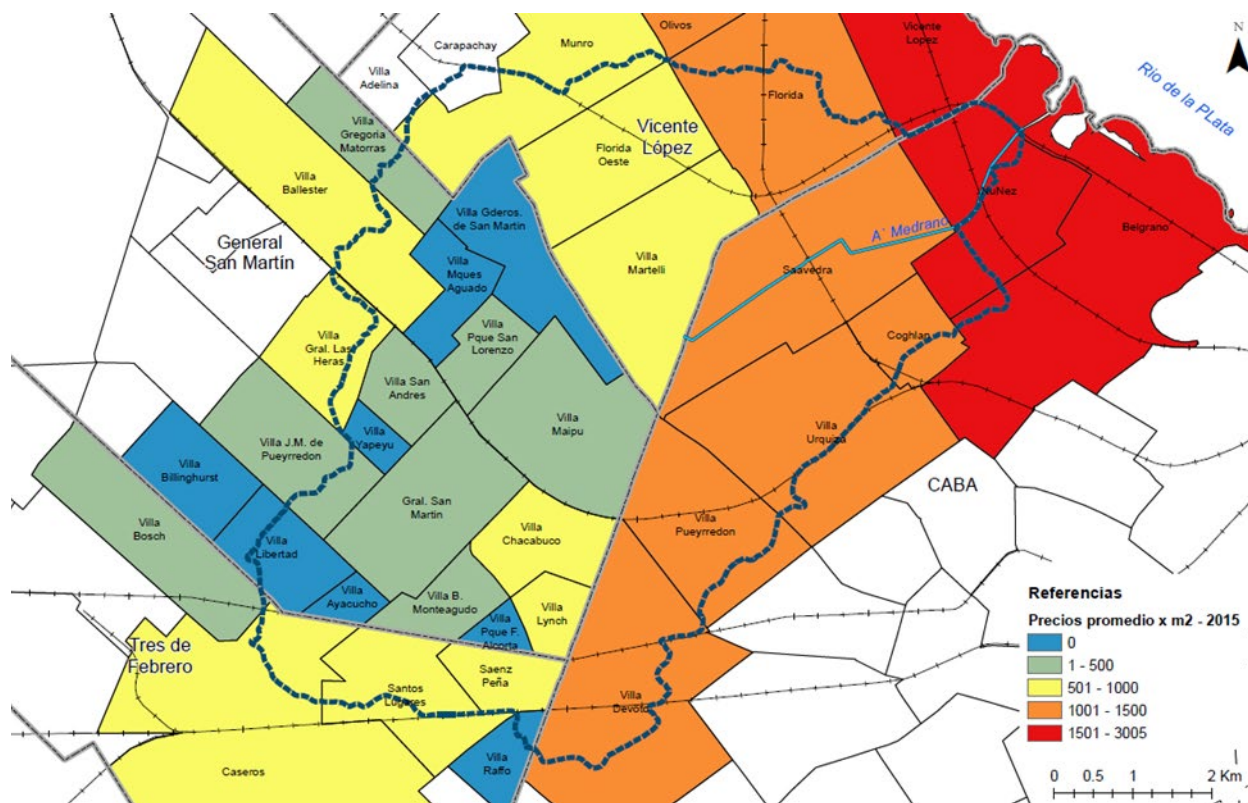 Vicente
Lopez
N
Olivos
Munro
Carapachay
Villa
Adelina
Río de la PLata
Florida
Villa
Gregoria
Matorras
Vicente
López
Florida
Oeste
Villa
Ballester
NuÑez
Belgrano
Villa Gderos.
de San Martin
A° Medrano
General
San Martín
Villa
Mques
Aguado
Villa
Martelli
Saavedra
Villa
Gral. Las
Heras
Villa
Pque San
Lorenzo
Coghlan
Villa San
Andres
Villa
Maipu
Villa
Yapeyu
Villa
Urquiza
Villa J.M. de
Pueyrredon
Villa
Billinghurst
CABA
Gral. San
Martin
Villa
Bosch
Villa
Chacabuco
Villa
Pueyrredon
Villa
Libertad
Villa
Ayacucho
Villa B.
Monteagudo
Villa
Lynch
Villa
Pque F.
Alcorta
Tres de
Febrero
Saenz
Peña
Santos
Lugares
Villa
Devoto
Villa
Raffo
Caseros
Referencias
Precios promedio x m2 - 2015
0
1 - 500
501 - 1000
1001 - 1500
1501 - 3005
0 0.5 1 2 Km